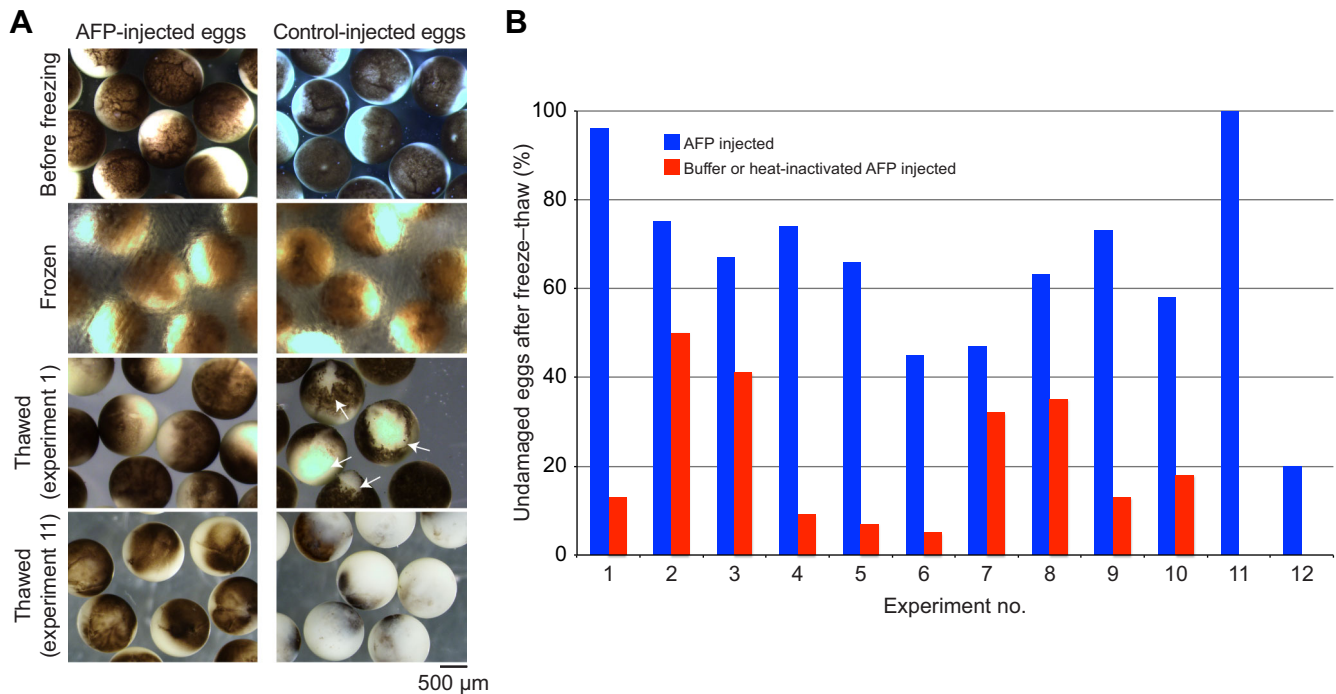 A
AFP-injected eggs
Control-injected eggs
Before freezing
Frozen
Thawed
(experiment 1)
Thawed
(experiment 11)
500 µm
B
Undamaged eggs after freeze–thaw (%)
100
80
60
40
20
0
AFP injected
Buffer or heat-inactivated AFP injected
1 2 3 4 5 6 7 8 9 10 11 12
Experiment no.